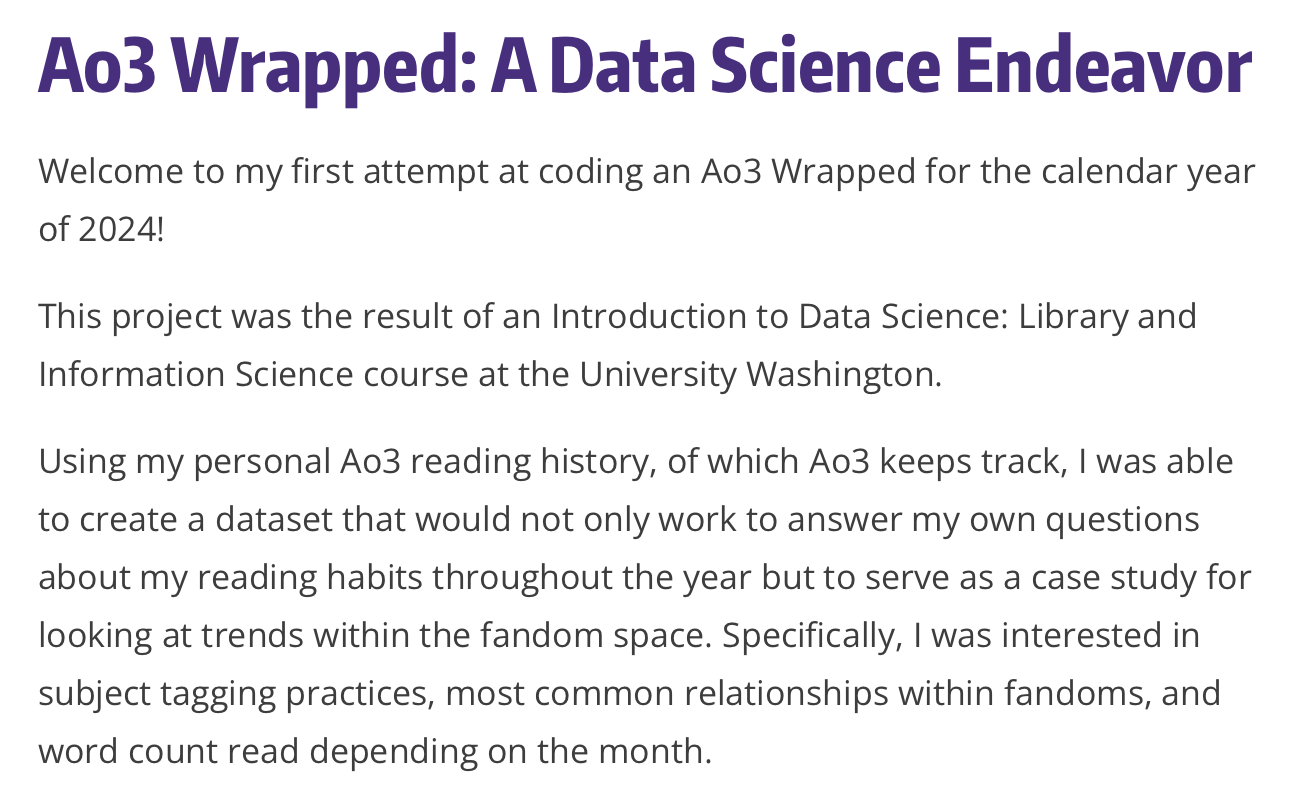 Ao3 Wrapped: A Data Science Endeavor
Welcome to my first attempt at coding an Ao3 Wrapped for the calendar year
of 2024!
This project was the result of an Introduction to Data Science: Library and
Information Science course at the University Washington.
Using my personal Ao3 reading history, of which Ao3 keeps track, I was able
to create a dataset that would not only work to answer my own questions
about my reading habits throughout the year but to serve as a case study for
looking at trends within the fandom space. Specifically, I was interested in
subject tagging practices, most common relationships within fandoms, and
word count read depending on the month.